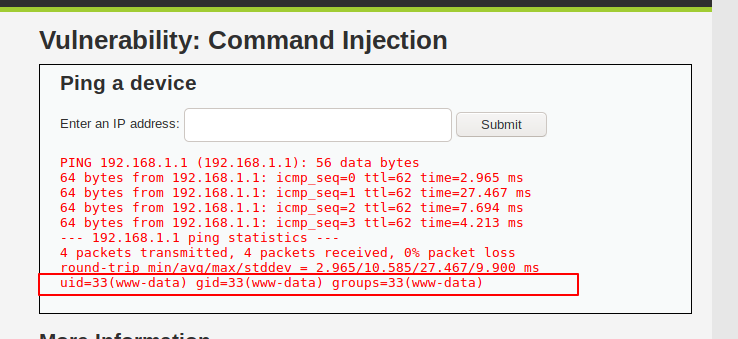 Vulnerability: Command Injection
Ping a device
Enter an IP address: Submit
PING 192.168.1.1 (192.168.1.1): 56 data bytes
64 bytes from 192.168.1.1: icmp_seq=0 ttl=62 time=2.965 ms
64 bytes from 192.168.1.1: icmp_seq=1 ttl=62 time=27.467 ms
64 bytes from 192.168.1.1: icmp_seq=2 ttl=62 time=7.694 ms
64 bytes from 192.168.1.1: icmp_seq=3 ttl=62 time=4.213 ms
--- 192.168.1.1 ping statistics ---
4 packets transmitted, 4 packets received, 0% packet loss
round-trip min/avg/max/stddev = 2.965/10.585/27.467/9.900 ms
uid=33(www-data) gid=33(www-data) groups=33(www-data)
More Information